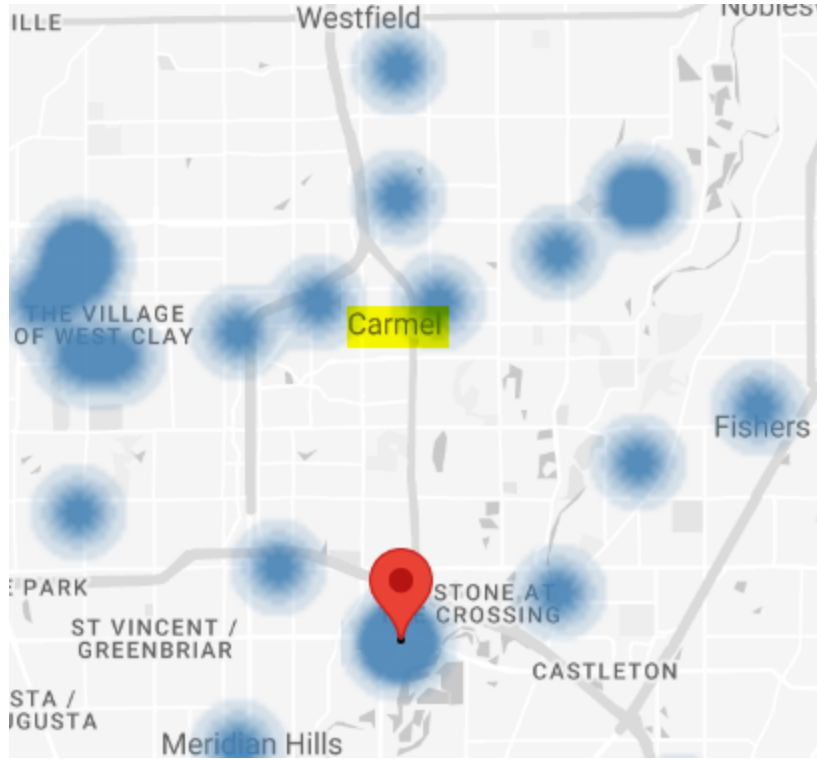 Westfield
ILLE
THE VILLAGE
OF WEST CLAY
Carmel
Fishers
PARK
STONE AT
CROSSING
ST VINCENT /
GREENBRIAR
CASTLETON
STA /
Meridian Hills